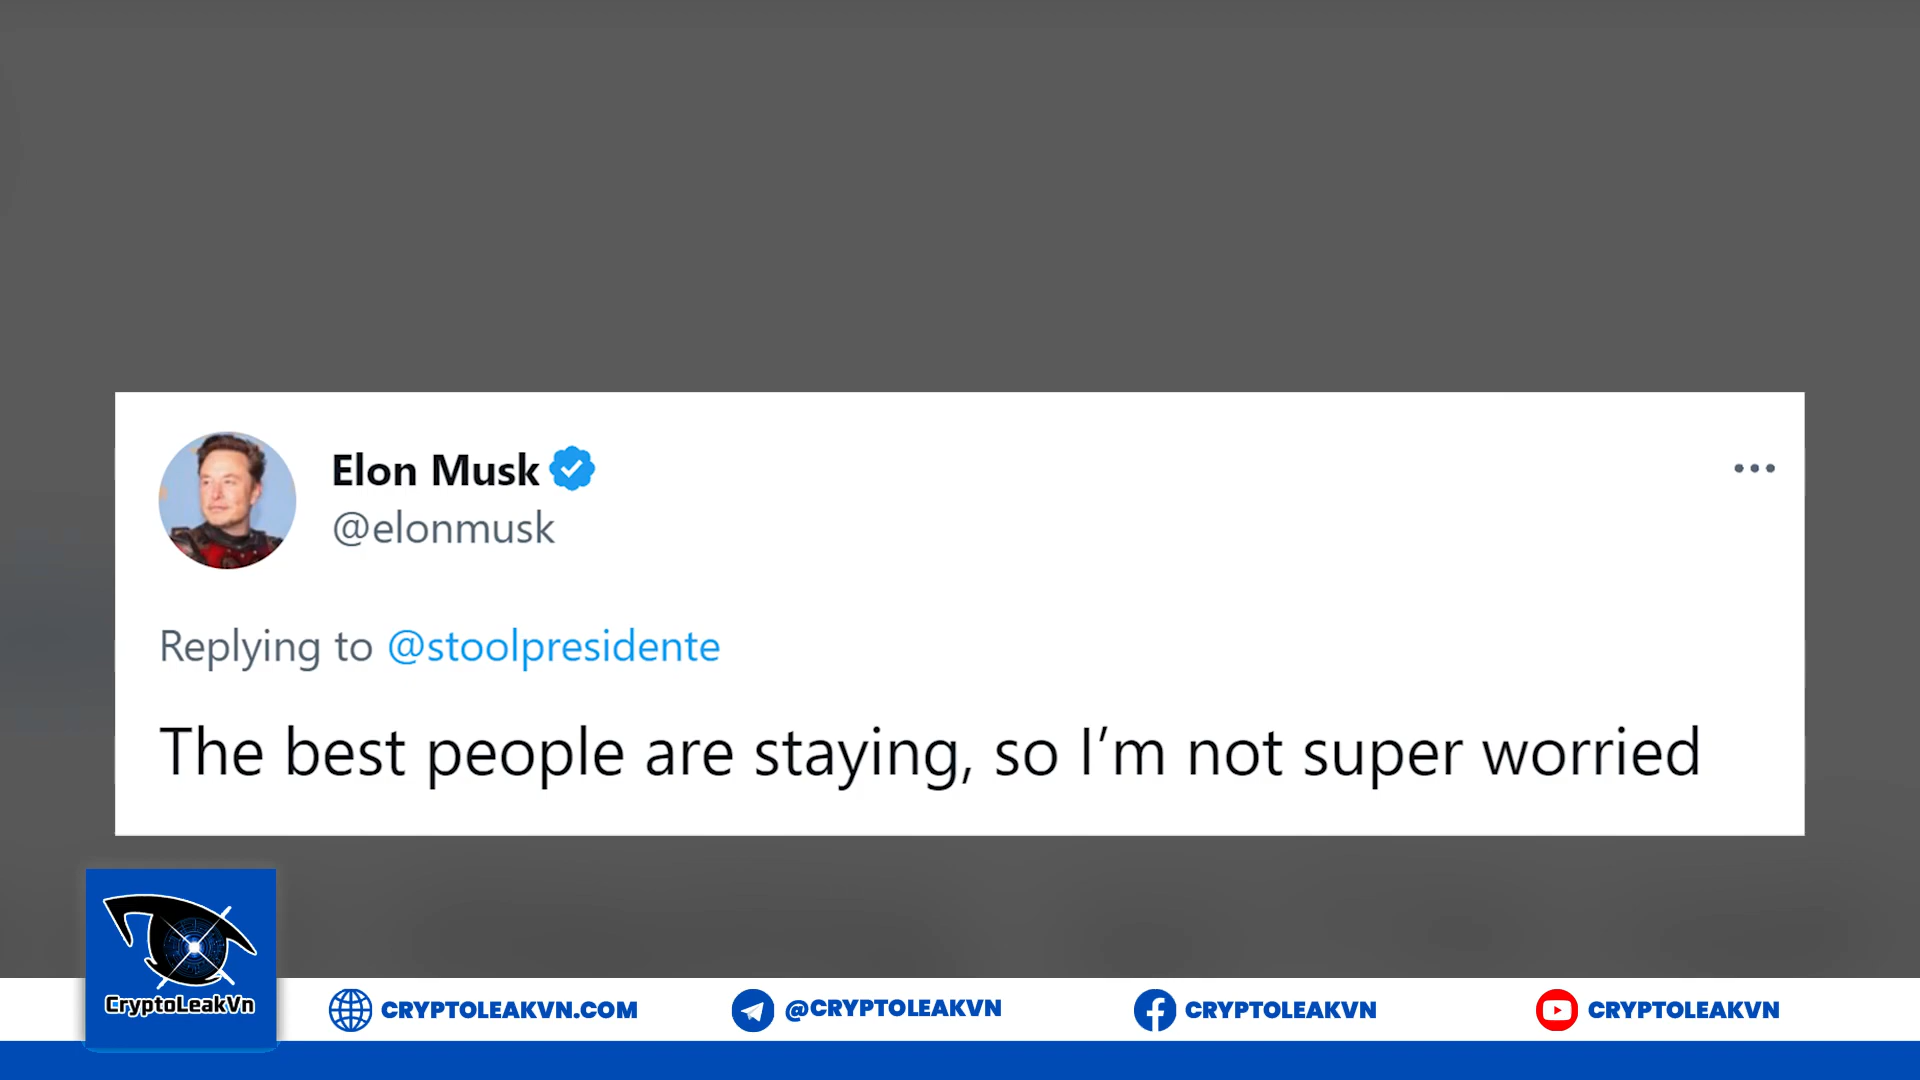 Elon Musk
@elonmusk
Replying to @stoolpresidente
The best people are staying, so I’m not super worried
CryptoLeakVn
CRYPTOLEAKVN.COM
@CRYPTOLEAKVN
CRYPTOLEAKVN
CRYPTOLEAKVN